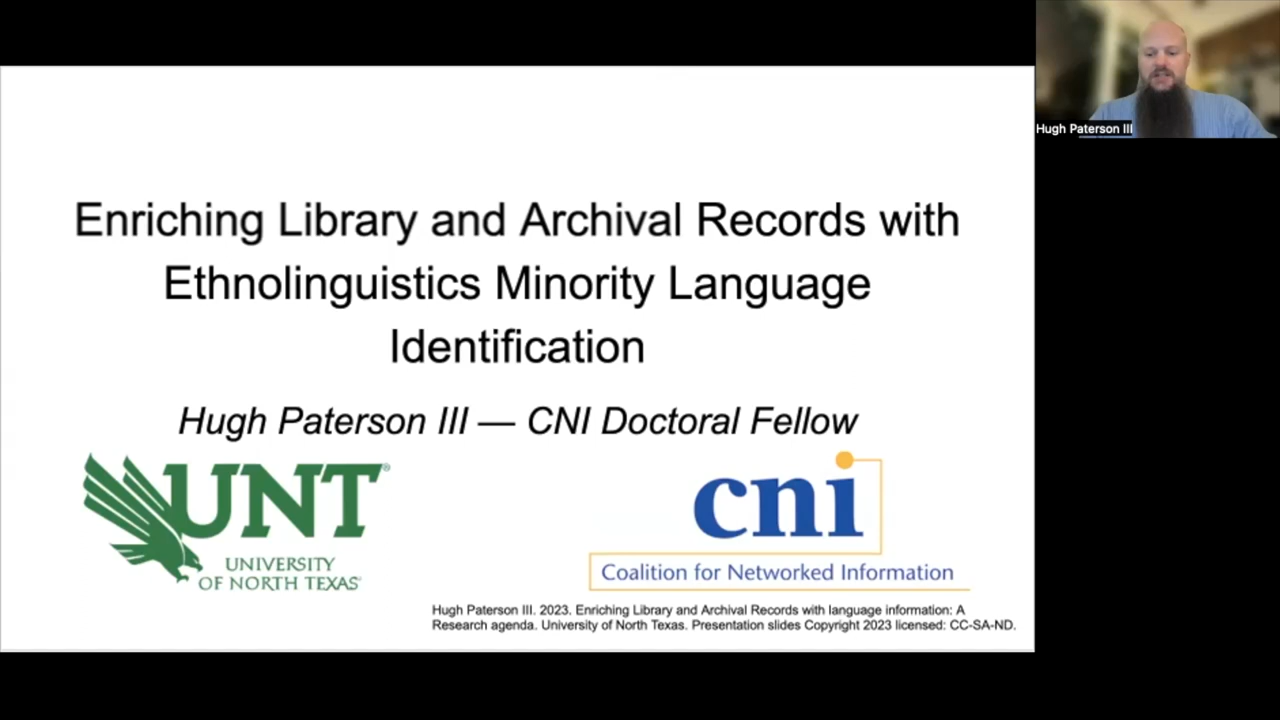 Enriching Library and Archival Records with
Ethnolinguistics Minority Language
Identification
Hugh Paterson III — CNI Doctoral Fellow
UNT®
UNIVERSITY
OF NORTH TEXAS
cni
Coalition for Networked Information
Hugh Paterson III. 2023. Enriching Library and Archival Records with language information: A
Research agenda. University of North Texas. Presentation slides Copyright 2023 licensed: CC-SA-ND.
Hugh Paterson III